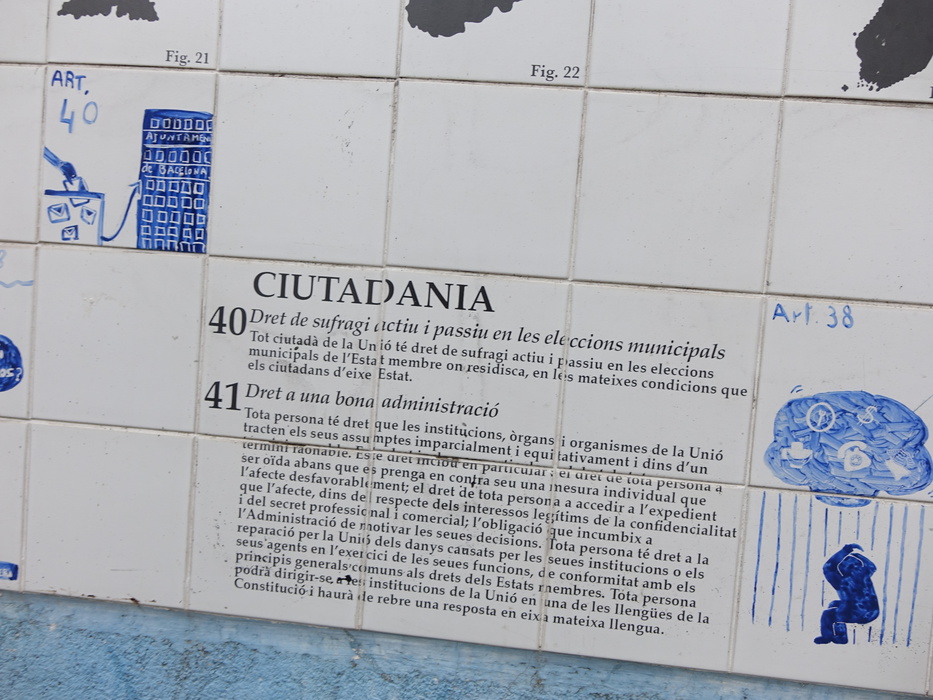 Fig. 21
Fig. 22
ART.
40
AJUNTAMEN
de BACELONA
CIUTADANIA
40 Dret de sufragi actiu i passiu en les eleccions municipals
Tot ciutadà de la Unió té dret de sufragi actiu i passiu en les eleccions
municipals de l'Estat membre on residisca, en les mateixes condicions que
els ciutadans d'eixe Estat.
41 Dret a una bona administració
Tota persona té dret que les institucions, òrgans i organismes de la Unió
tracten els seus assumptes imparcialment i equitativament i dins d'un
termini raonable. Este dret inclou en particular: el dret de tota persona a
ser oïda abans que es prenga en contra seu una mesura individual que
l'afecte desfavorablement; el dret de tota persona a accedir a l'expedient
que l'afecte, dins del respecte dels interessos legítims de la confidencialitat
i del secret professional i comercial; l'obligació que incumbix a
l'Administració de motivar les seues decisions. Tota persona té dret a la
reparació per la Unió dels danys causats per les seues institucions o els
seus agents en l'exercici de les seues funcions, de conformitat amb els
principis generals comuns als drets dels Estats membres. Tota persona
podrà dirigir-se a les institucions de la Unió en una de les llengües de la
Constitució i haurà de rebre una resposta en eixa mateixa llengua.
Art. 38